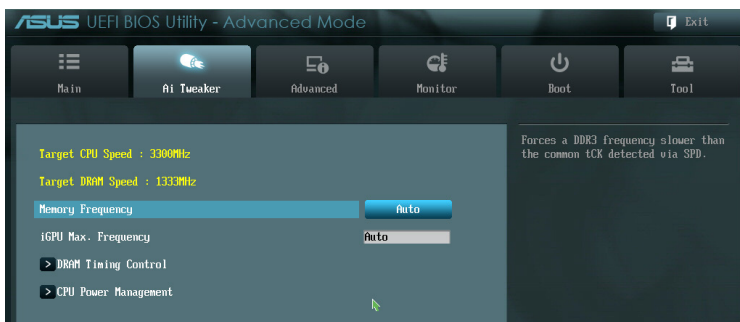 ASUS UEFI BIOS Utility - Advanced Mode
Exit
Main
Ai Tweaker
Advanced
Monitor
Boot
Tool
Target CPU Speed : 3300MHz
Target DRAM Speed : 1333MHz
Memory Frequency Auto
iGPU Max. Frequency Auto
> DRAM Timing Control
> CPU Power Management
Forces a DDR3 frequency slower than
the common tCK detected via SPD.